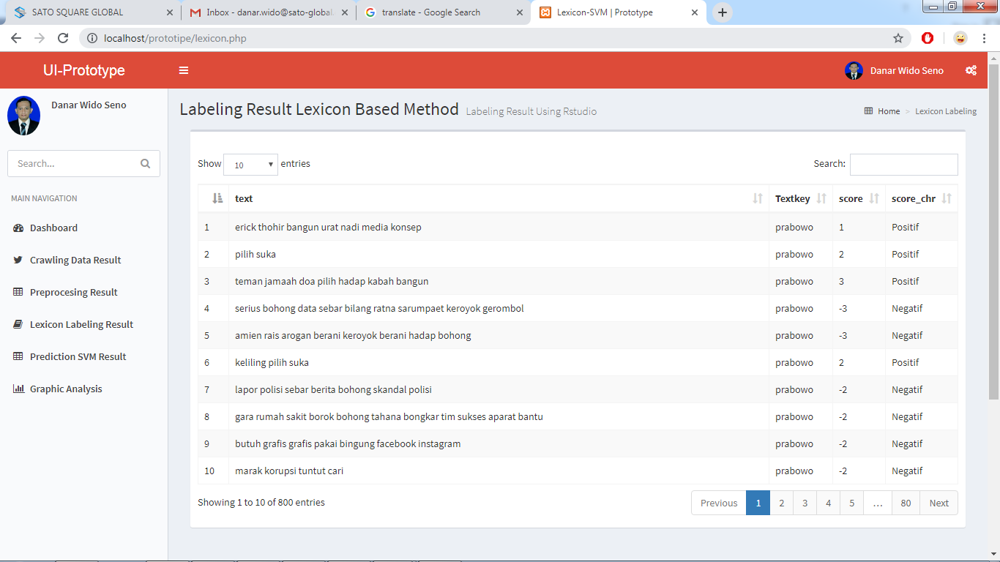 SATO SQUARE GLOBAL
Inbox - danar.wido@sato-global.
translate - Google Search
Lexicon-SVM | Prototype
localhost/prototipe/lexicon.php
UI-Prototype
Danar Wido Seno
Danar Wido Seno
Search...
MAIN NAVIGATION
Dashboard
Crawling Data Result
Preprocesing Result
Lexicon Labeling Result
Prediction SVM Result
Graphic Analysis
Labeling Result Lexicon Based Method Labeling Result Using Rstudio
Home > Lexicon Labeling
Show 10 entries
Search:
text Textkey score score_chr
1 erick thohir bangun urat nadi media konsep prabowo 1 Positif
2 pilih suka prabowo 2 Positif
3 teman jamaah doa pilih hadap kabah bangun prabowo 3 Positif
4 serius bohong data sebar bilang ratna sarumpaet keroyok gerombol prabowo -3 Negatif
5 amien rais arogan berani keroyok berani hadap bohong prabowo -3 Negatif
6 keliling pilih suka prabowo 2 Positif
7 lapor polisi sebar berita bohong skandal polisi prabowo -2 Negatif
8 gara rumah sakit borok bohong tahana bongkar tim sukses aparat bantu prabowo -2 Negatif
9 butuh grafis grafis pakai bingung facebook instagram prabowo -2 Negatif
10 marak korupsi tuntut cari prabowo -2 Negatif
Showing 1 to 10 of 800 entries
Previous 1 2 3 4 5 … 80 Next